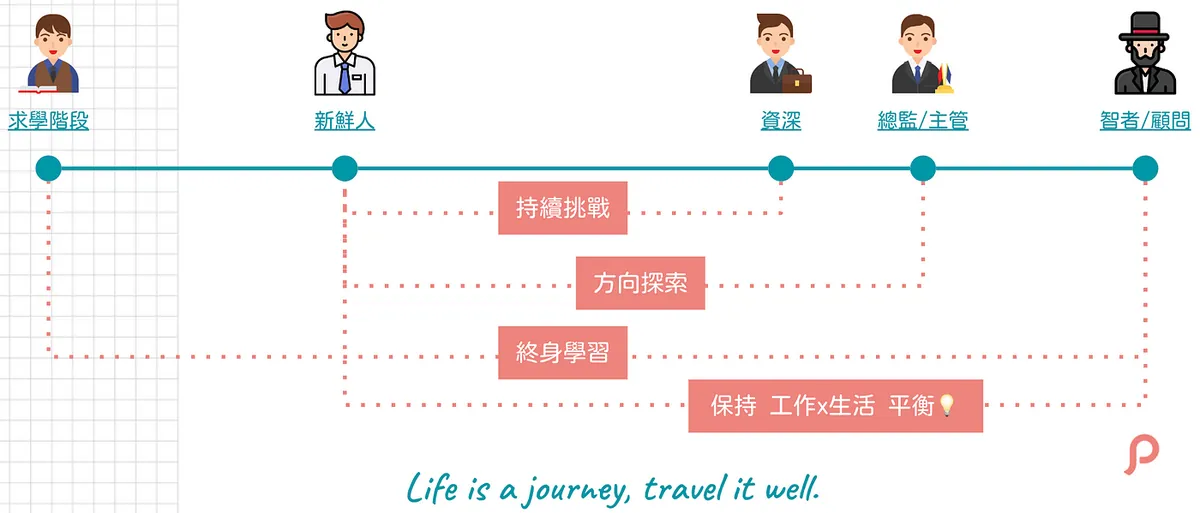 求學階段
新鮮人
資深
總監/主管
智者/顧問
持續挑戰
方向探索
終身學習
保持 工作x生活 平衡💡
Life is a journey, travel it well.